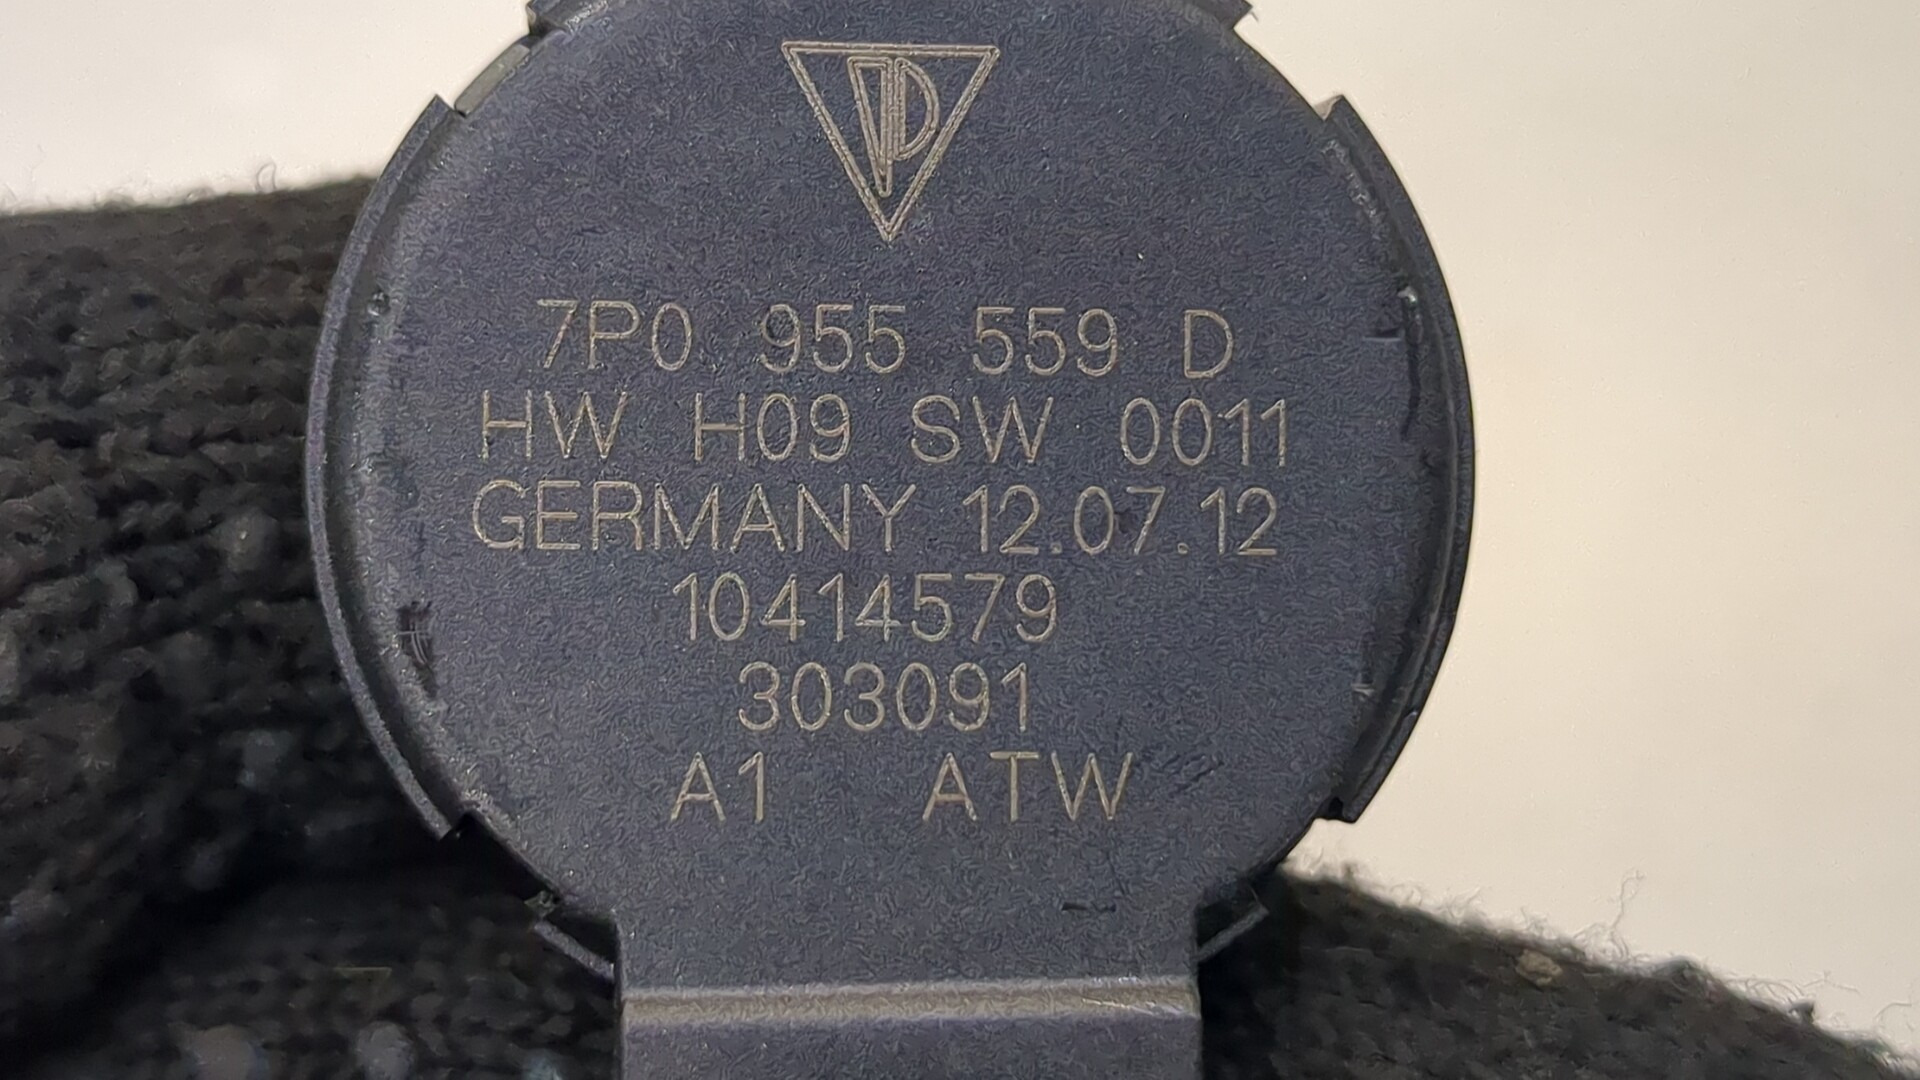 P
7P0 955 559 D
HW H09 SW 0011
GERMANY 12.07.12
10414579
303091
A1 ATW